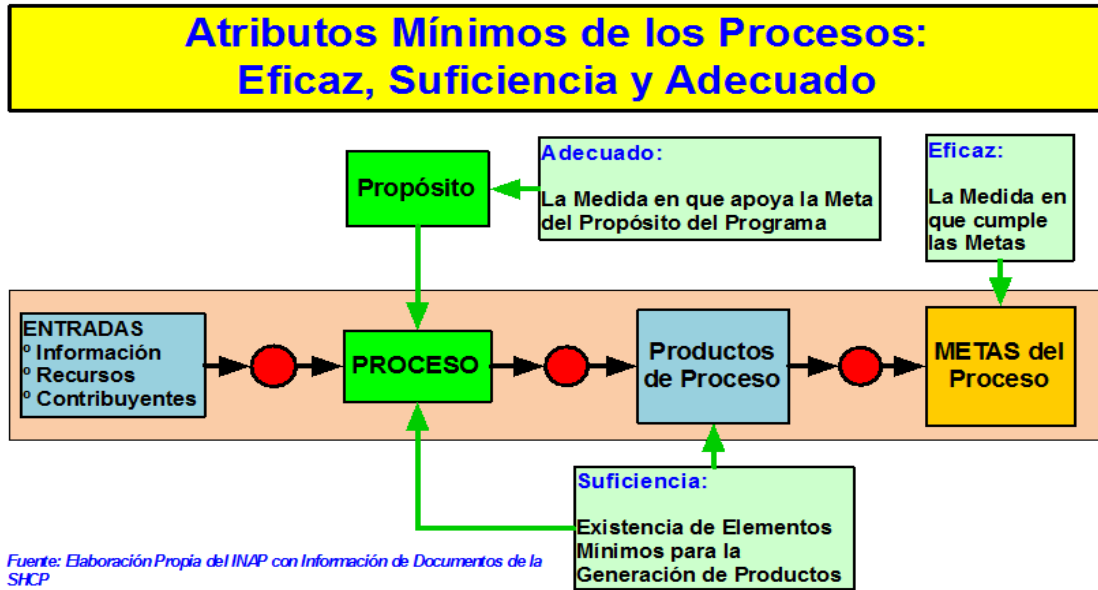 Atributos Mínimos de los Procesos:
Eficaz, Suficiencia y Adecuado
Propósito
Adecuado:
La Medida en que apoya la Meta
del Propósito del Programa
Eficaz:
La Medida en
que cumple
las Metas
ENTRADAS
º Información
º Recursos
º Contribuyentes
PROCESO
Productos
de Proceso
METAS del
Proceso
Suficiencia:
Existencia de Elementos
Mínimos para la
Generación de Productos
Fuente: Elaboración Propia del INAP con Información de Documentos de la
SHCP